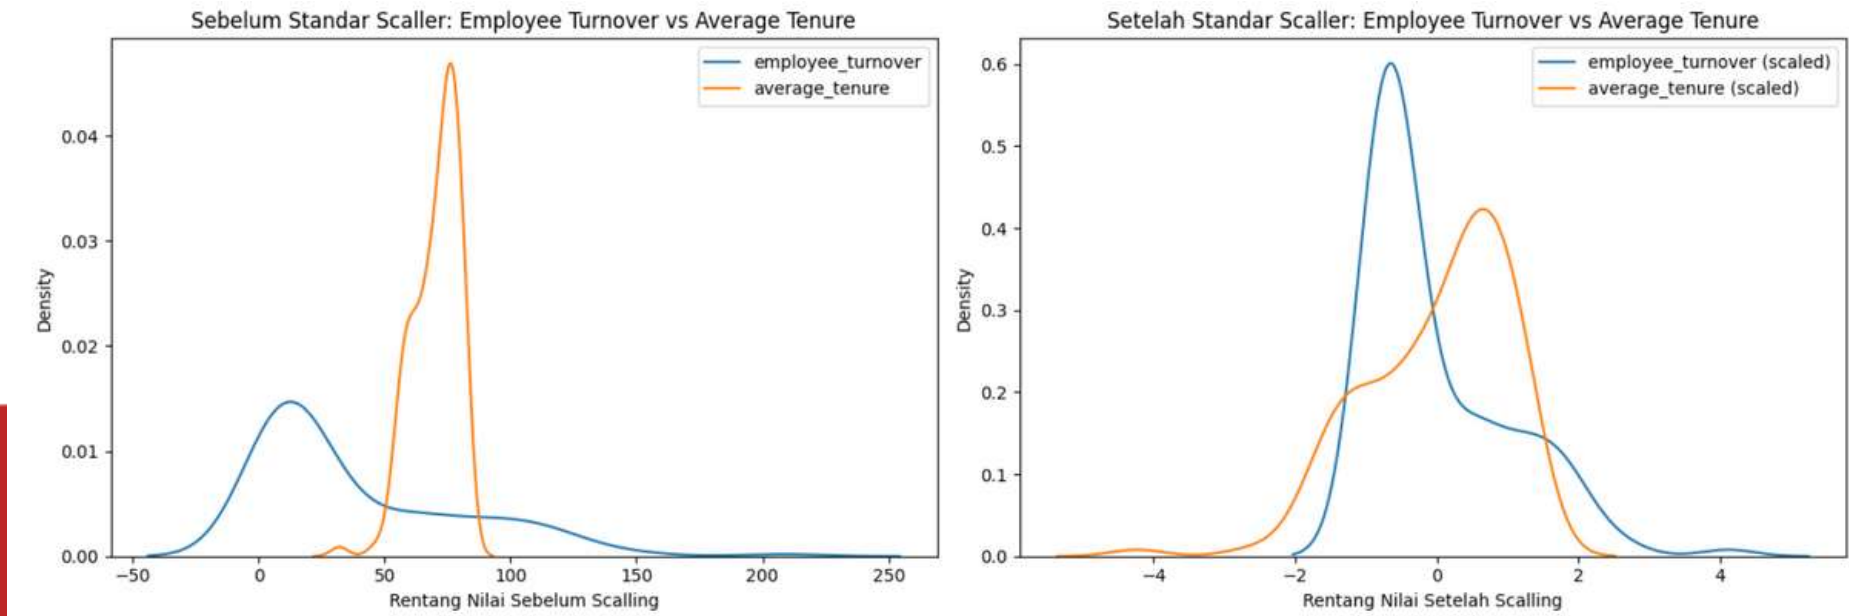 Sebelum Standar Scaller: Employee Turnover vs Average Tenure
employee_turnover
average_tenure
Density
0.04
0.03
0.02
0.01
0.00
−50
0
50
100
150
200
250
Rentang Nilai Sebelum Scalling
Setelah Standar Scaller: Employee Turnover vs Average Tenure
employee_turnover (scaled)
average_tenure (scaled)
Density
0.6
0.5
0.4
0.3
0.2
0.1
0.0
−4
−2
0
2
4
Rentang Nilai Setelah Scalling